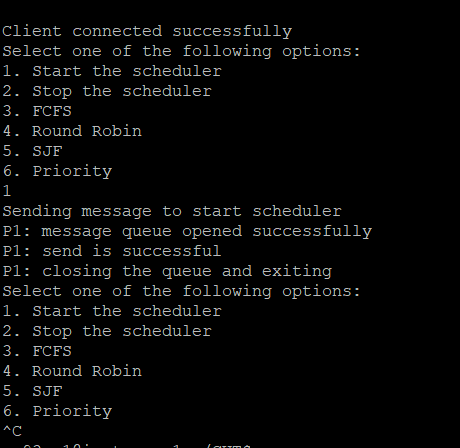 Client connected successfully
Select one of the following options:
1. Start the scheduler
2. Stop the scheduler
3. FCFS
4. Round Robin
5. SJF
6. Priority
1
Sending message to start scheduler
P1: message queue opened successfully
P1: send is successful
P1: closing the queue and exiting
Select one of the following options:
1. Start the scheduler
2. Stop the scheduler
3. FCFS
4. Round Robin
5. SJF
6. Priority
^C